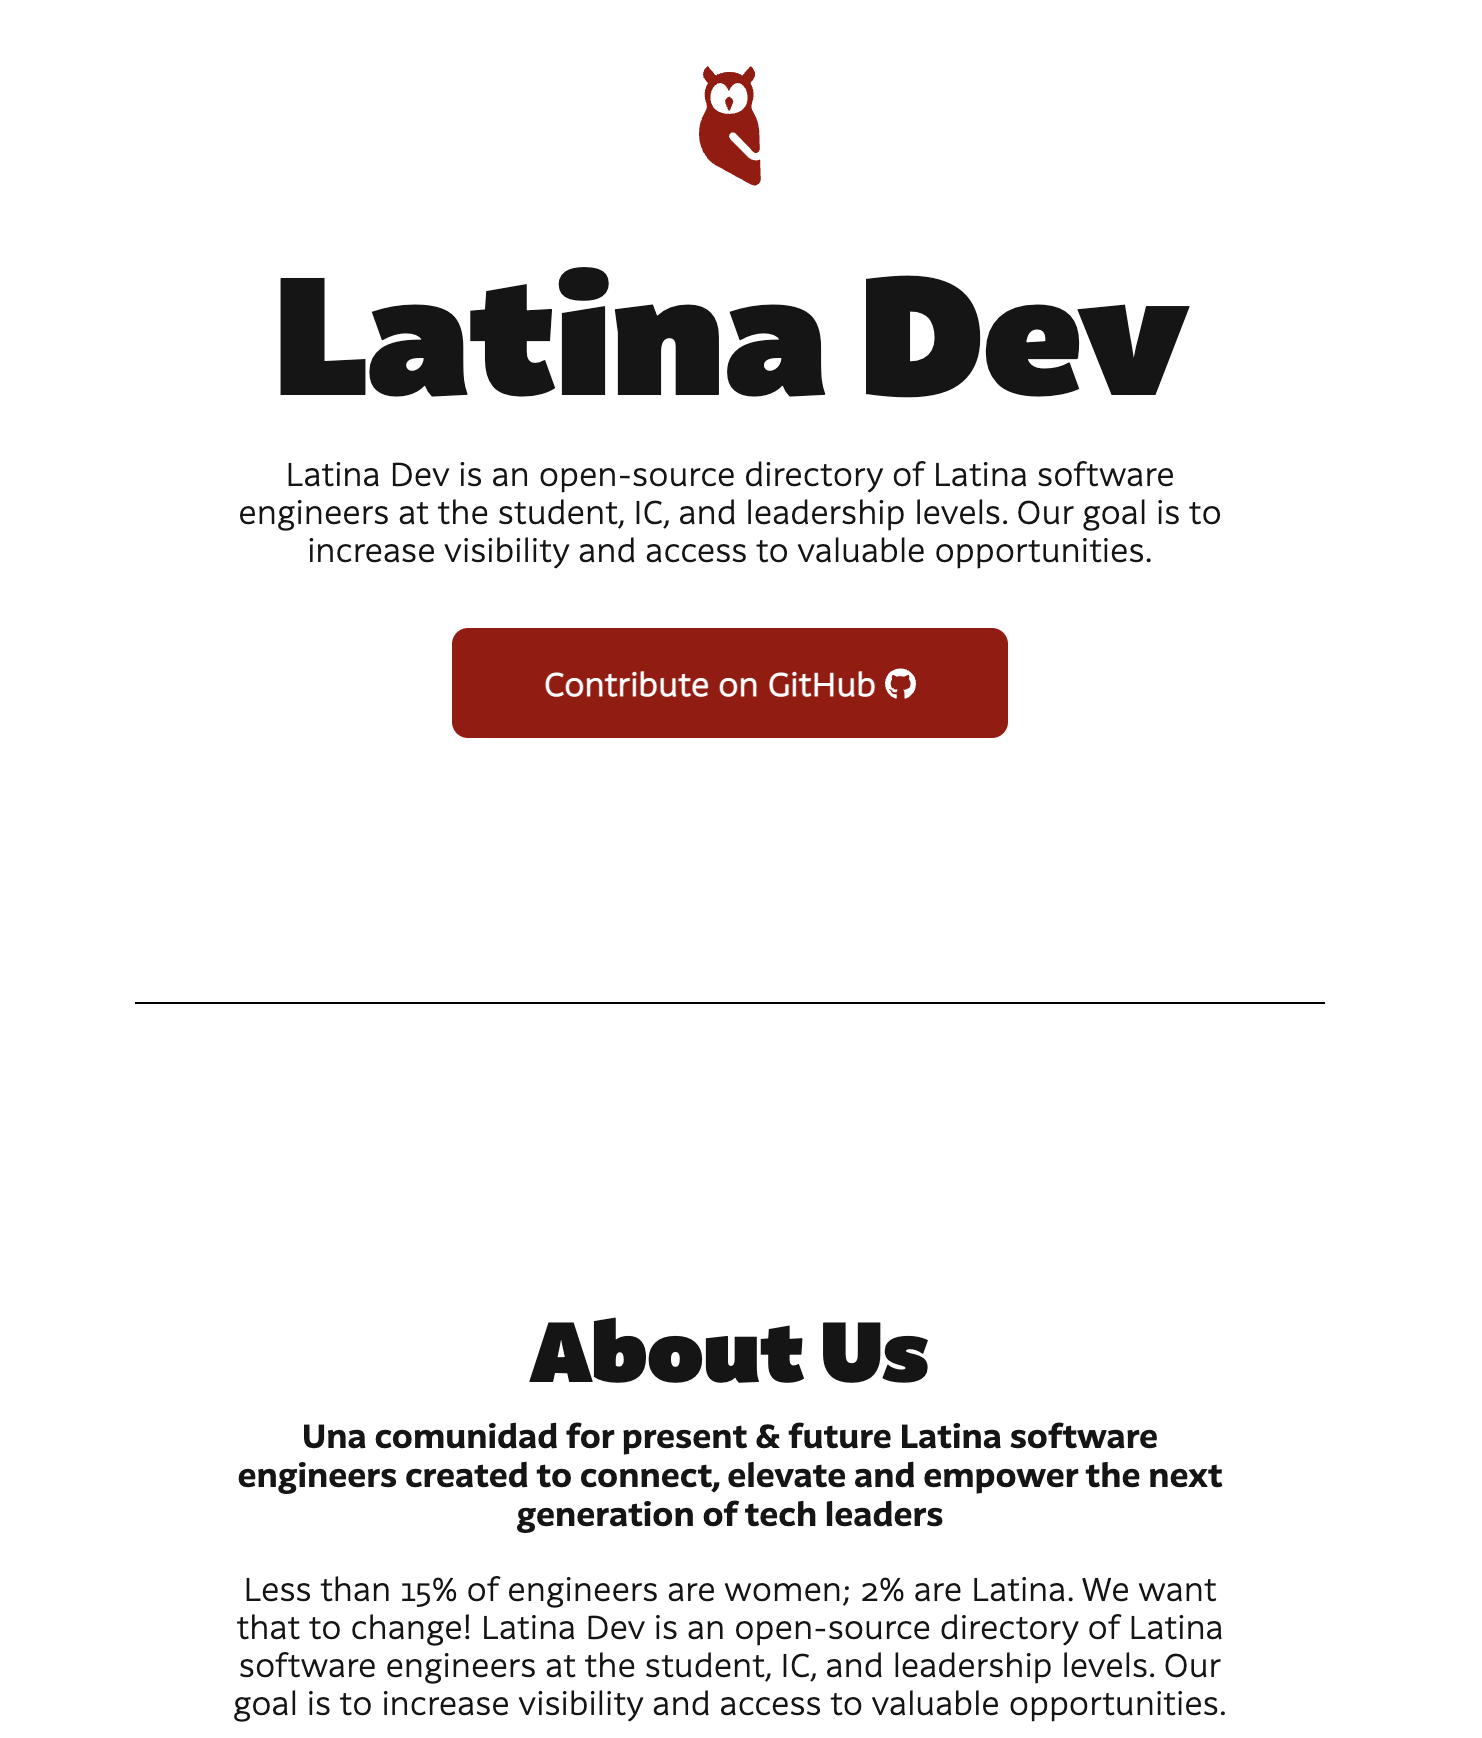 Latina Dev
Latina Dev is an open-source directory of Latina software
engineers at the student, IC, and leadership levels. Our goal is to
increase visibility and access to valuable opportunities.
Contribute on GitHub
About Us
Una comunidad for present & future Latina software
engineers created to connect, elevate and empower the next
generation of tech leaders
Less than 15% of engineers are women; 2% are Latina. We want
that to change! Latina Dev is an open-source directory of Latina
software engineers at the student, IC, and leadership levels. Our
goal is to increase visibility and access to valuable opportunities.